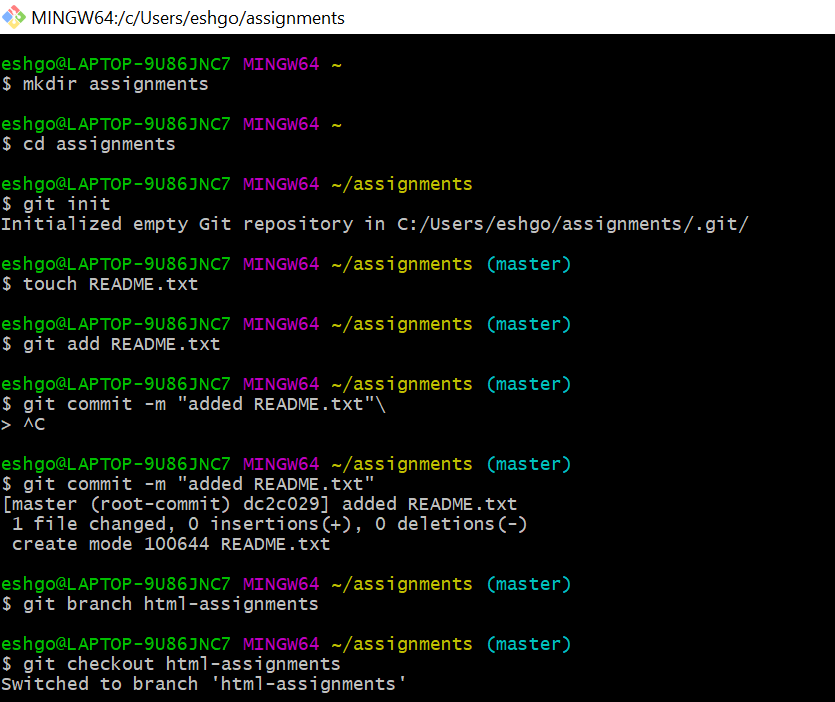 MINGW64:/c/Users/eshgo/assignments
eshgo@LAPTOP-9U86JNC7 MINGW64 ~
$ mkdir assignments
eshgo@LAPTOP-9U86JNC7 MINGW64 ~
$ cd assignments
eshgo@LAPTOP-9U86JNC7 MINGW64 ~/assignments
$ git init
Initialized empty Git repository in C:/Users/eshgo/assignments/.git/
eshgo@LAPTOP-9U86JNC7 MINGW64 ~/assignments (master)
$ touch README.txt
eshgo@LAPTOP-9U86JNC7 MINGW64 ~/assignments (master)
$ git add README.txt
eshgo@LAPTOP-9U86JNC7 MINGW64 ~/assignments (master)
$ git commit -m "added README.txt"\
> ^C
eshgo@LAPTOP-9U86JNC7 MINGW64 ~/assignments (master)
$ git commit -m "added README.txt"
[master (root-commit) dc2c029] added README.txt
 1 file changed, 0 insertions(+), 0 deletions(-)
 create mode 100644 README.txt
eshgo@LAPTOP-9U86JNC7 MINGW64 ~/assignments (master)
$ git branch html-assignments
eshgo@LAPTOP-9U86JNC7 MINGW64 ~/assignments (master)
$ git checkout html-assignments
Switched to branch 'html-assignments'